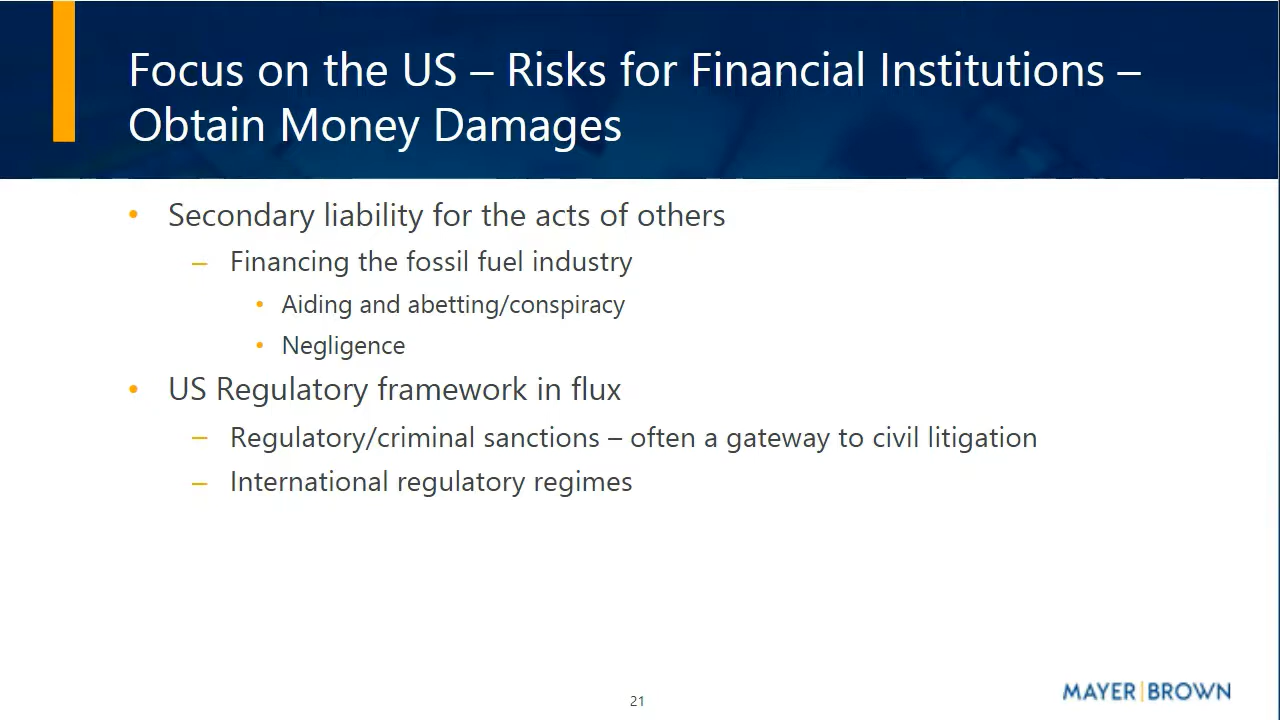 Focus on the US – Risks for Financial Institutions –
Obtain Money Damages
• Secondary liability for the acts of others
– Financing the fossil fuel industry
• Aiding and abetting/conspiracy
• Negligence
• US Regulatory framework in flux
– Regulatory/criminal sanctions – often a gateway to civil litigation
– International regulatory regimes
21
MAYER|BROWN